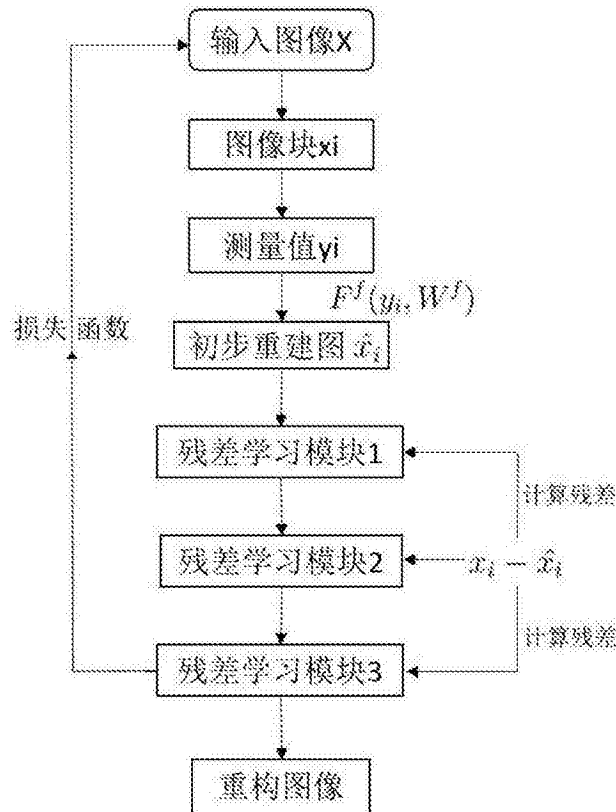 输入图像X
图像块xi
测量值yi
F^f(y_i, W^f)
损失 函数
初步重建图 x̂_i
残差学习模块1
计算残差
残差学习模块2
x_i − x̂_i
计算残差
残差学习模块3
重构图像